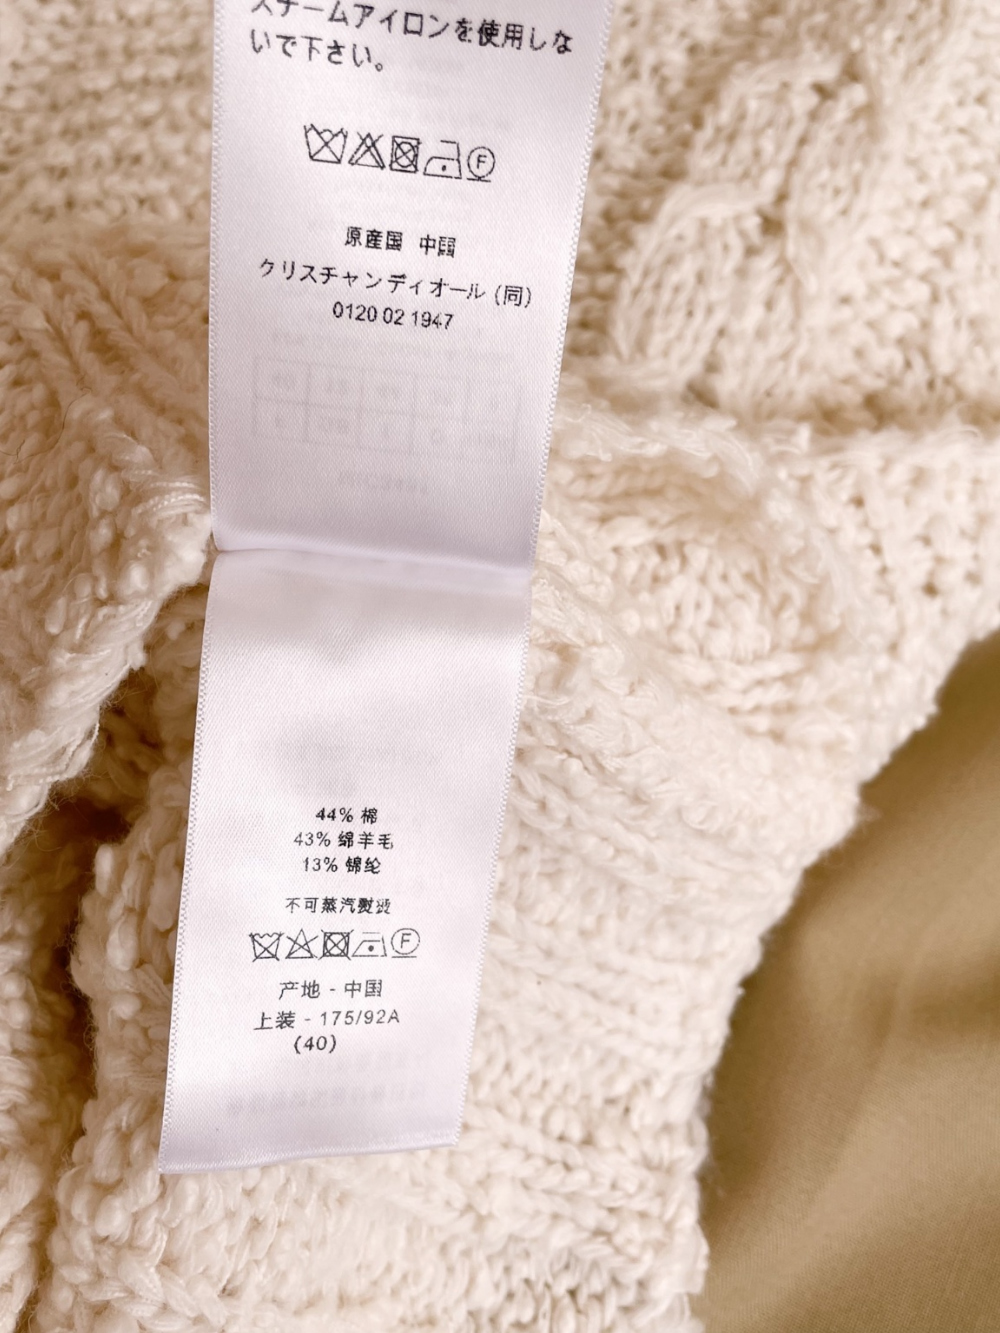 スチームアイロンを使用しな
いで下さい。
F
原産国 中国
クリスチャン ディオール (同)
0120 02 1947
44% 棉
43% 绵羊毛
13% 锦纶
不可蒸汽熨烫
F
产地 - 中国
上装 - 175/92A
(40)